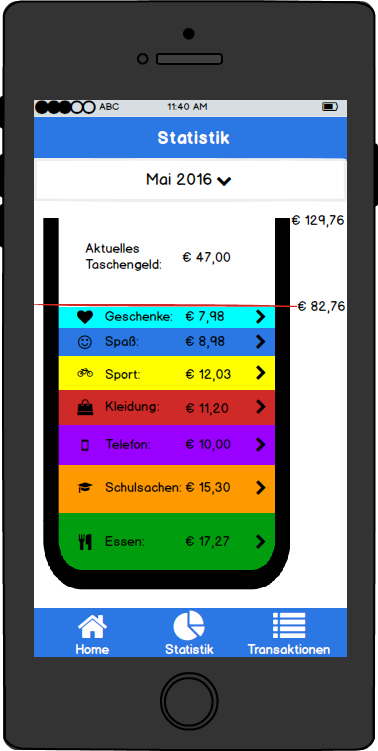 ABC 11:40 AM
Statistik
Mai 2016
€ 129,76
Aktuelles
Taschengeld: € 47,00
€ 82,76
Geschenke: € 7,98
Spaß: € 8,98
Sport: € 12,03
Kleidung: € 11,20
Telefon: € 10,00
Schulsachen: € 15,30
Essen: € 17,27
Home Statistik Transaktionen